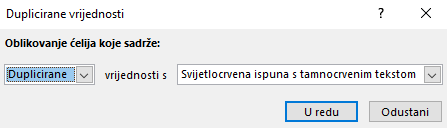 Duplicirane vrijednosti
Oblikovanje ćelija koje sadrže:
Duplicirane vrijednosti s Svijetlocrvena ispuna s tamnocrvenim tekstom
U redu Odustani